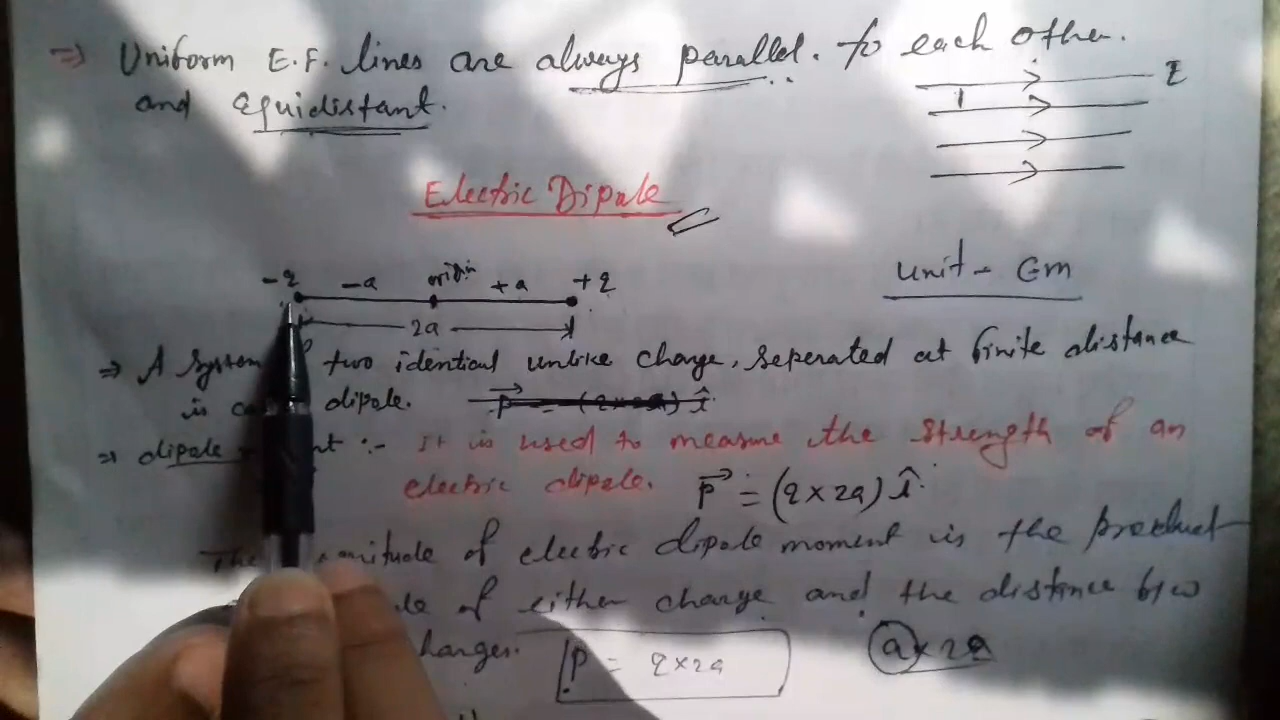 ⇒ Uniform E.F. lines are always parallel. to each other.
and equidistant.
E
Electric Dipole
-q -a origin +a +q
2a
unit - Cm
⇒ A system two identical unlike charge, seperated at finite distance
is dipole.
⇒ dipole :- it is used to measure the strength of an
electric dipole. p⃗ = (q × 2a) î
The magnitude of electric dipole moment is the product
of either charge and the distance b/w
charges. p = q×2a
a × 2a